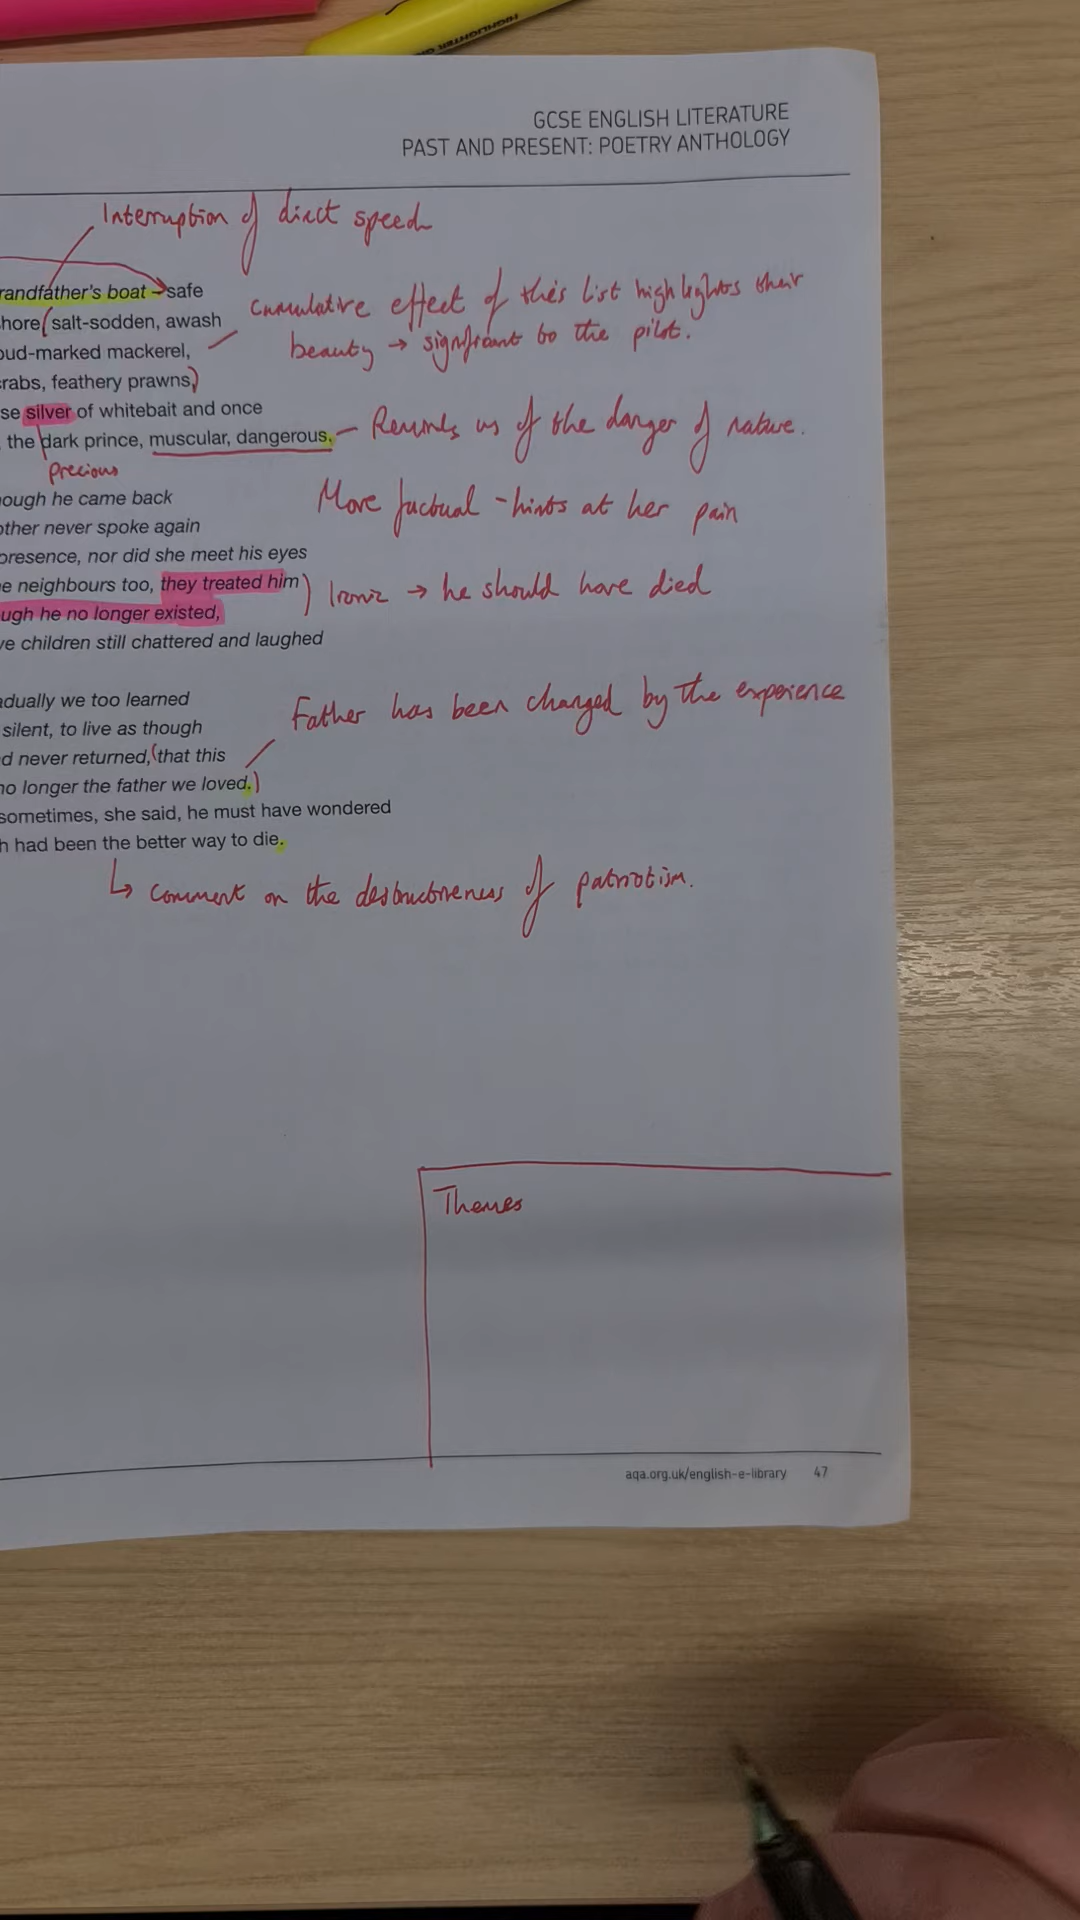 HIGHLIGHTER
GCSE ENGLISH LITERATURE
PAST AND PRESENT: POETRY ANTHOLOGY
Interruption of direct speech
randfather's boat – safe
hore (salt-sodden, awash
cumulative effect of this list highlights their
beauty → significant to the pilot.
oud-marked mackerel,
rabs, feathery prawns)
se silver of whitebait and once
the dark prince, muscular, dangerous. – Reminds us of the danger of nature.
precious
ough he came back
More factual – hints at her pain
other never spoke again
presence, nor did she meet his eyes
e neighbours too, they treated him
ugh he no longer existed,
Ironic → he should have died
ve children still chattered and laughed
adually we too learned
Father has been changed by the experience
silent, to live as though
d never returned, (that this
no longer the father we loved.)
sometimes, she said, he must have wondered
h had been the better way to die.
↳ comment on the destructiveness of patriotism.
Themes
aqa.org.uk/english-e-library 47